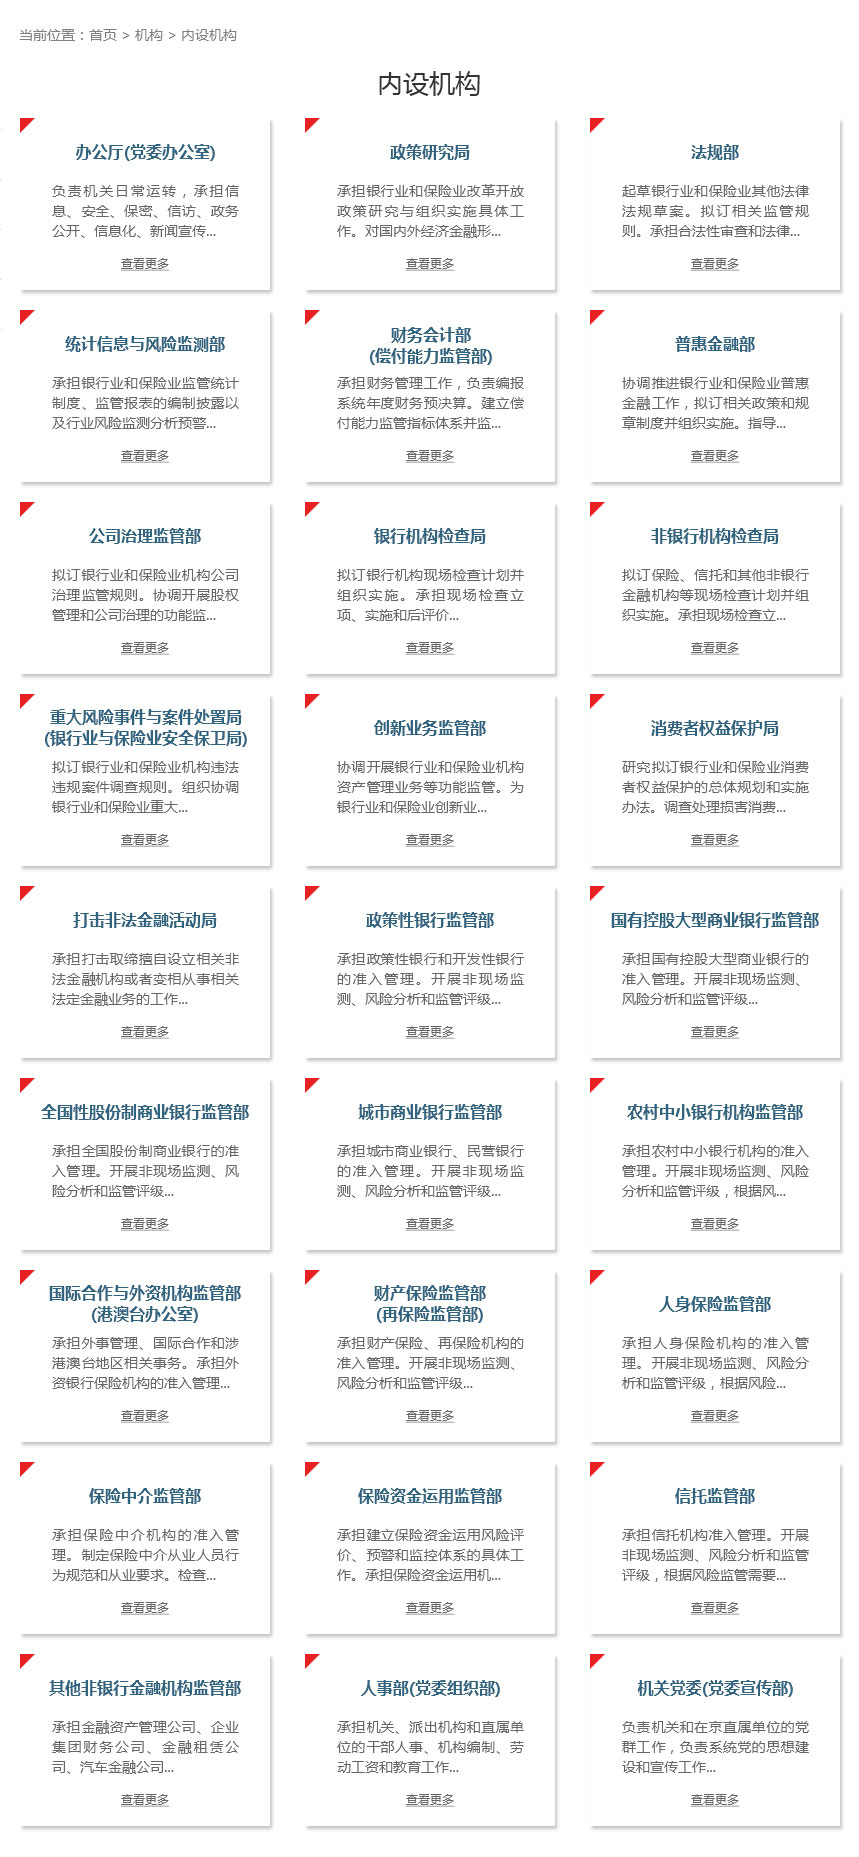 当前位置：首页 > 机构 > 内设机构
内设机构
办公厅(党委办公室)
负责机关日常运转，承担信
息、安全、保密、信访、政务
公开、信息化、新闻宣传...
查看更多
政策研究局
承担银行业和保险业改革开放
政策研究与组织实施具体工
作。对国内外经济金融形...
查看更多
法规部
起草银行业和保险业其他法律
法规草案。拟订相关监管规
则。承担合法性审查和法律...
查看更多
统计信息与风险监测部
承担银行业和保险业监管统计
制度、监管报表的编制披露以
及行业风险监测分析预警...
查看更多
财务会计部
(偿付能力监管部)
承担财务管理工作，负责编报
系统年度财务预决算。建立偿
付能力监管指标体系并监...
查看更多
普惠金融部
协调推进银行业和保险业普惠
金融工作，拟订相关政策和规
章制度并组织实施。指导...
查看更多
公司治理监管部
拟订银行业和保险业机构公司
治理监管规则。协调开展股权
管理和公司治理的功能监...
查看更多
银行机构检查局
拟订银行机构现场检查计划并
组织实施。承担现场检查立
项、实施和后评价...
查看更多
非银行机构检查局
拟订保险、信托和其他非银行
金融机构等现场检查计划并组
织实施。承担现场检查立...
查看更多
重大风险事件与案件处置局
(银行业与保险业安全保卫局)
拟订银行业和保险业机构违法
违规案件调查规则。组织协调
银行业和保险业重大...
查看更多
创新业务监管部
协调开展银行业和保险业机构
资产管理业务等功能监管。为
银行业和保险业创新业...
查看更多
消费者权益保护局
研究拟订银行业和保险业消费
者权益保护的总体规划和实施
办法。调查处理损害消费...
查看更多
打击非法金融活动局
承担打击取缔擅自设立相关非
法金融机构或者变相从事相关
法定金融业务的工作...
查看更多
政策性银行监管部
承担政策性银行和开发性银行
的准入管理。开展非现场监
测、风险分析和监管评级...
查看更多
国有控股大型商业银行监管部
承担国有控股大型商业银行的
准入管理。开展非现场监测、
风险分析和监管评级...
查看更多
全国性股份制商业银行监管部
承担全国股份制商业银行的准
入管理。开展非现场监测、风
险分析和监管评级...
查看更多
城市商业银行监管部
承担城市商业银行、民营银行
的准入管理。开展非现场监
测、风险分析和监管评级...
查看更多
农村中小银行机构监管部
承担农村中小银行机构的准入
管理。开展非现场监测、风险
分析和监管评级，根据风...
查看更多
国际合作与外资机构监管部
(港澳台办公室)
承担外事管理、国际合作和涉
港澳台地区相关事务。承担外
资银行保险机构的准入管理...
查看更多
财产保险监管部
(再保险监管部)
承担财产保险、再保险机构的
准入管理。开展非现场监测、
风险分析和监管评级...
查看更多
人身保险监管部
承担人身保险机构的准入管
理。开展非现场监测、风险分
析和监管评级，根据风险...
查看更多
保险中介监管部
承担保险中介机构的准入管
理。制定保险中介从业人员行
为规范和从业要求。检查...
查看更多
保险资金运用监管部
承担建立保险资金运用风险评
价、预警和监控体系的具体工
作。承担保险资金运用机...
查看更多
信托监管部
承担信托机构准入管理。开展
非现场监测、风险分析和监管
评级，根据风险监管需要...
查看更多
其他非银行金融机构监管部
承担金融资产管理公司、企业
集团财务公司、金融租赁公
司、汽车金融公司...
查看更多
人事部(党委组织部)
承担机关、派出机构和直属单
位的干部人事、机构编制、劳
动工资和教育工作...
查看更多
机关党委(党委宣传部)
负责机关和在京直属单位的党
群工作，负责系统党的思想建
设和宣传工作...
查看更多